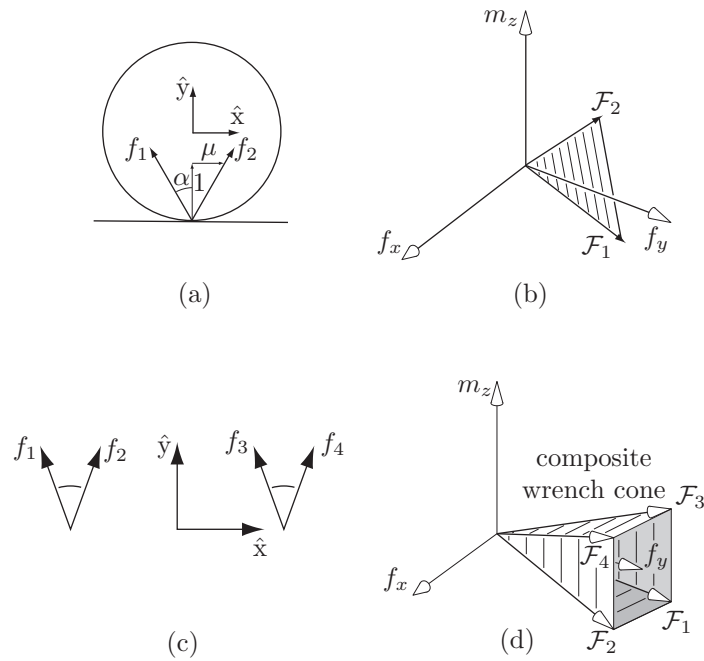 ŷ
x̂
f₁
μ
f₂
α
1
(a)
m_z
𝓕₂
f_x
𝓕₁
f_y
(b)
f₁
f₂
ŷ
f₃
f₄
x̂
(c)
m_z
composite
wrench cone
𝓕₃
𝓕₄
f_y
f_x
𝓕₂
𝓕₁
(d)